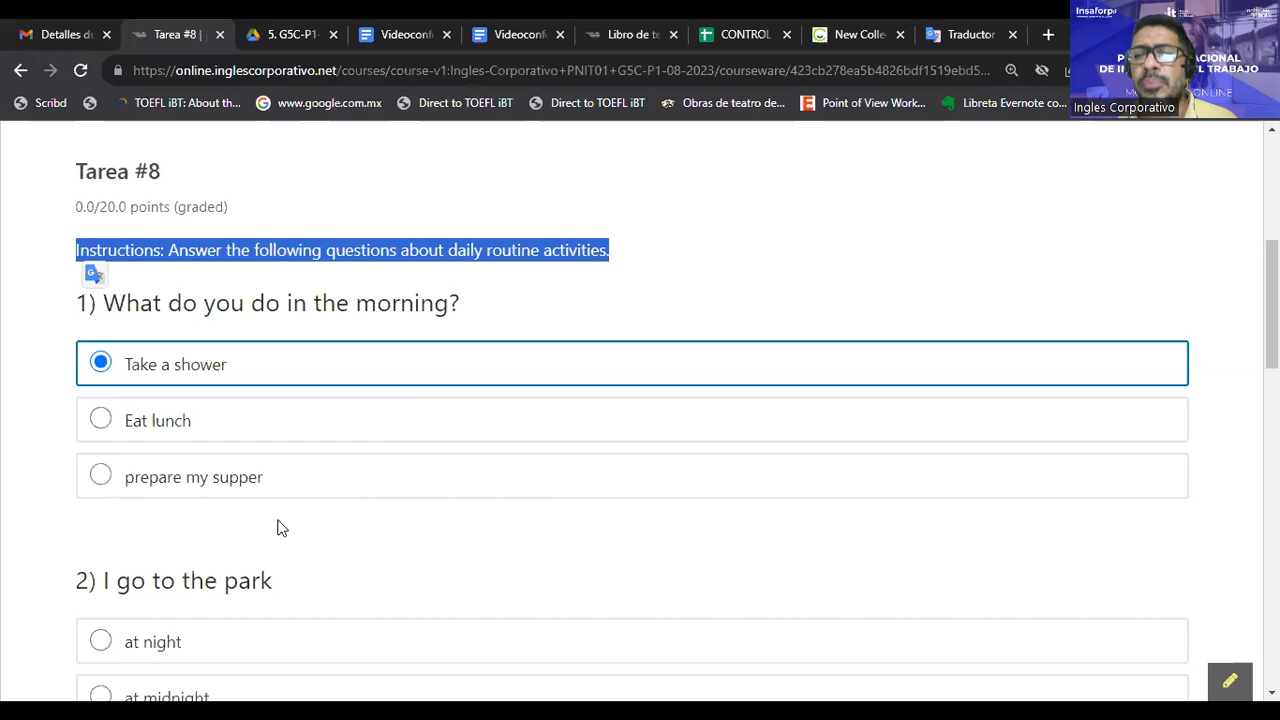 Detalles d
Tarea #8 |
5. G5C-P1-
Videoconf
Videoconf
Libro de te
CONTROL
New Colle
Traductor
https://online.inglescorporativo.net/courses/course-v1:Ingles-Corporativo+PNIT01+G5C-P1-08-2023/courseware/423cb278ea5b4826bdf1519ebd5...
Scribd
TOEFL iBT: About th...
www.google.com.mx
Direct to TOEFL iBT
Direct to TOEFL iBT
Obras de teatro de...
Point of View Work...
Libreta Evernote co...
Insaforp
DE IN
L TRABAJO
ONLINE
Ingles Corporativo
Tarea #8
0.0/20.0 points (graded)
Instructions: Answer the following questions about daily routine activities.
1) What do you do in the morning?
Take a shower
Eat lunch
prepare my supper
2) I go to the park
at night
at midnight